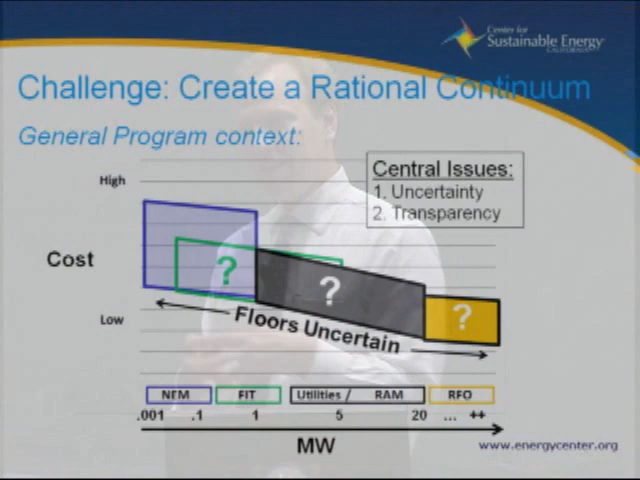 Center for
Sustainable Energy
CALIFORNIA
Challenge: Create a Rational Continuum
General Program context:
Central Issues:
1. Uncertainty
2. Transparency
High
Cost
Low
? ? ?
Floors Uncertain
NEM FIT Utilities / RAM RFO
.001 .1 1 5 20 ... ++
MW
www.energycenter.org